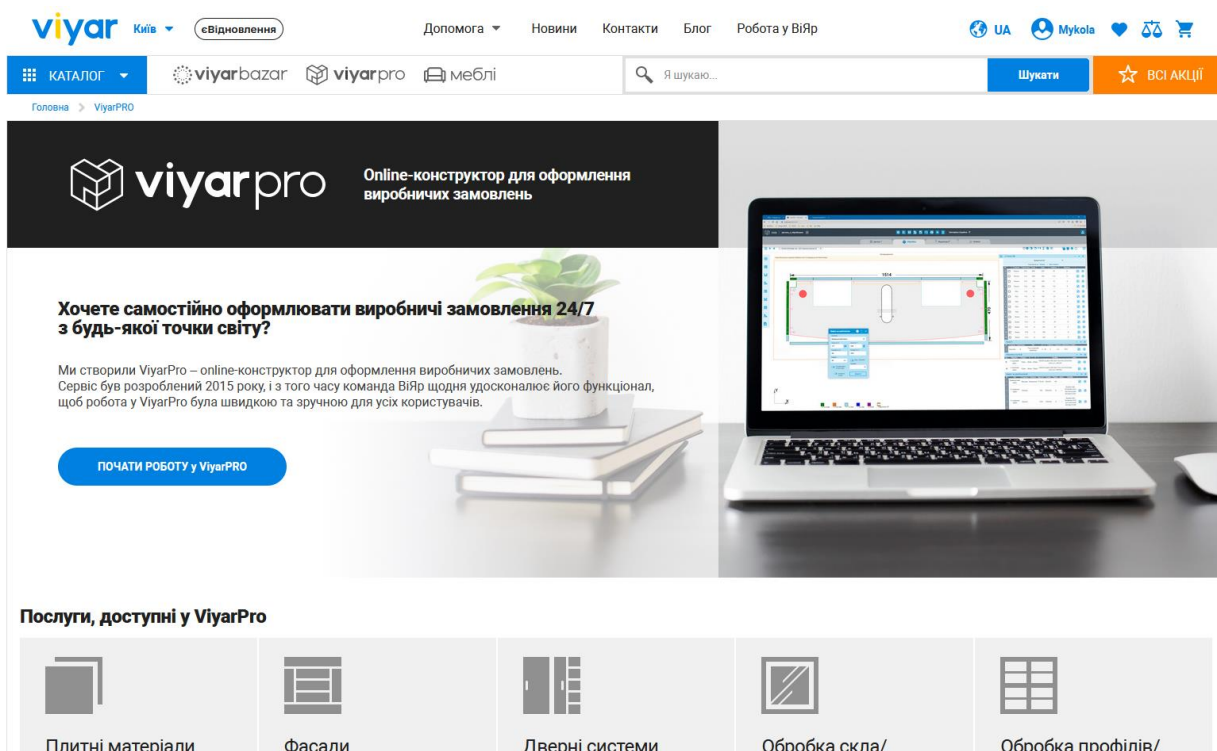 viyar Київ єВідновлення Допомога Новини Контакти Блог Робота у ВіЯр UA Mykola
КАТАЛОГ viyarbazar viyarpro меблі Я шукаю... Шукати ВСІ АКЦІЇ
Головна > ViyarPRO
viyarpro
Online-конструктор для оформлення
виробничих замовлень
Хочете самостійно оформлювати виробничі замовлення 24/7
з будь-якої точки світу?
Ми створили ViyarPro – online-конструктор для оформлення виробничих замовлень.
Сервіс був розроблений 2015 року, і з того часу команда ВіЯр щодня удосконалює його функціонал,
щоб робота у ViyarPro була швидкою та зручною для усіх користувачів.
ПОЧАТИ РОБОТУ у ViyarPRO
Послуги, доступні у ViyarPro
Плитні матеріали Фасади Дверні системи Обробка скла/ Обробка профілів/